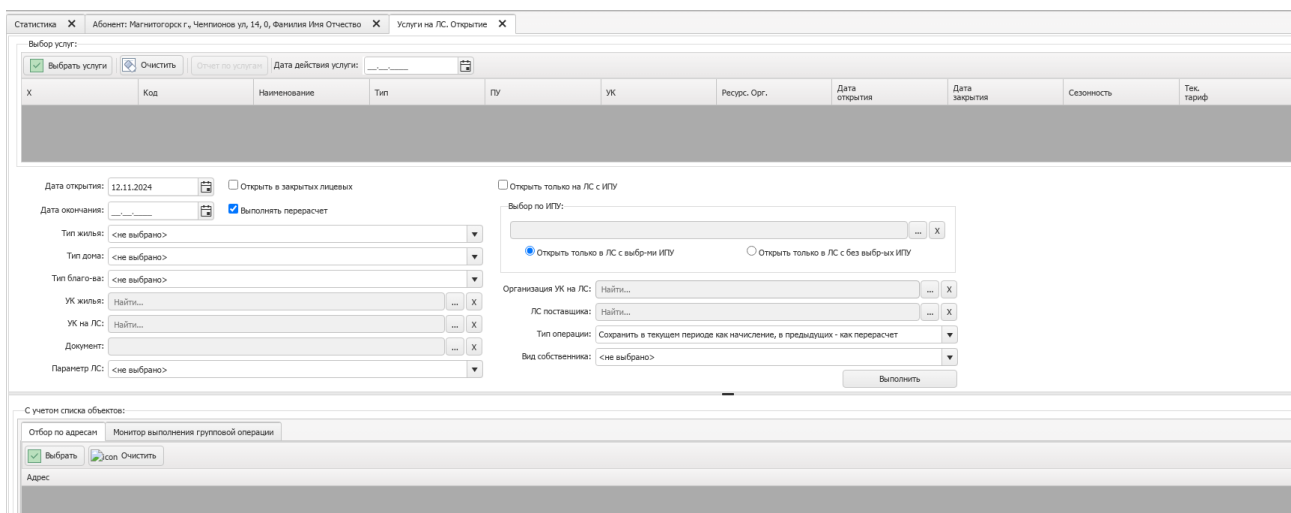 Статистика X Абонент: Магнитогорск г., Чемпионов ул, 14, 0, Фамилия Имя Отчество X Услуги на ЛС. Открытие X
Выбор услуг:
Выбрать услуги Очистить Отчет по услугам Дата действия услуги: __.__.____
X Код Наименование Тип ПУ УК Ресурс. Орг. Дата открытия Дата закрытия Сезонность Тек. тариф
Дата открытия: 12.11.2024 Открыть в закрытых лицевых Открыть только на ЛС с ИПУ
Дата окончания: __.__.____ Выполнять перерасчет Выбор по ИПУ:
... X
Тип жилья: <не выбрано>
Открыть только в ЛС с выбр-ми ИПУ Открыть только в ЛС с без выбр-ых ИПУ
Тип дома: <не выбрано>
Тип благо-ва: <не выбрано>
Организация УК на ЛС: Найти... ... X
УК жилья: Найти... ... X
ЛС поставщика: Найти... ... X
УК на ЛС: Найти... ... X
Тип операции: Сохранить в текущем периоде как начисление, в предыдущих - как перерасчет
Документ: ... X
Вид собственника: <не выбрано>
Параметр ЛС: <не выбрано>
Выполнить
С учетом списка объектов:
Отбор по адресам Монитор выполнения групповой операции
Выбрать icon Очистить
Адрес